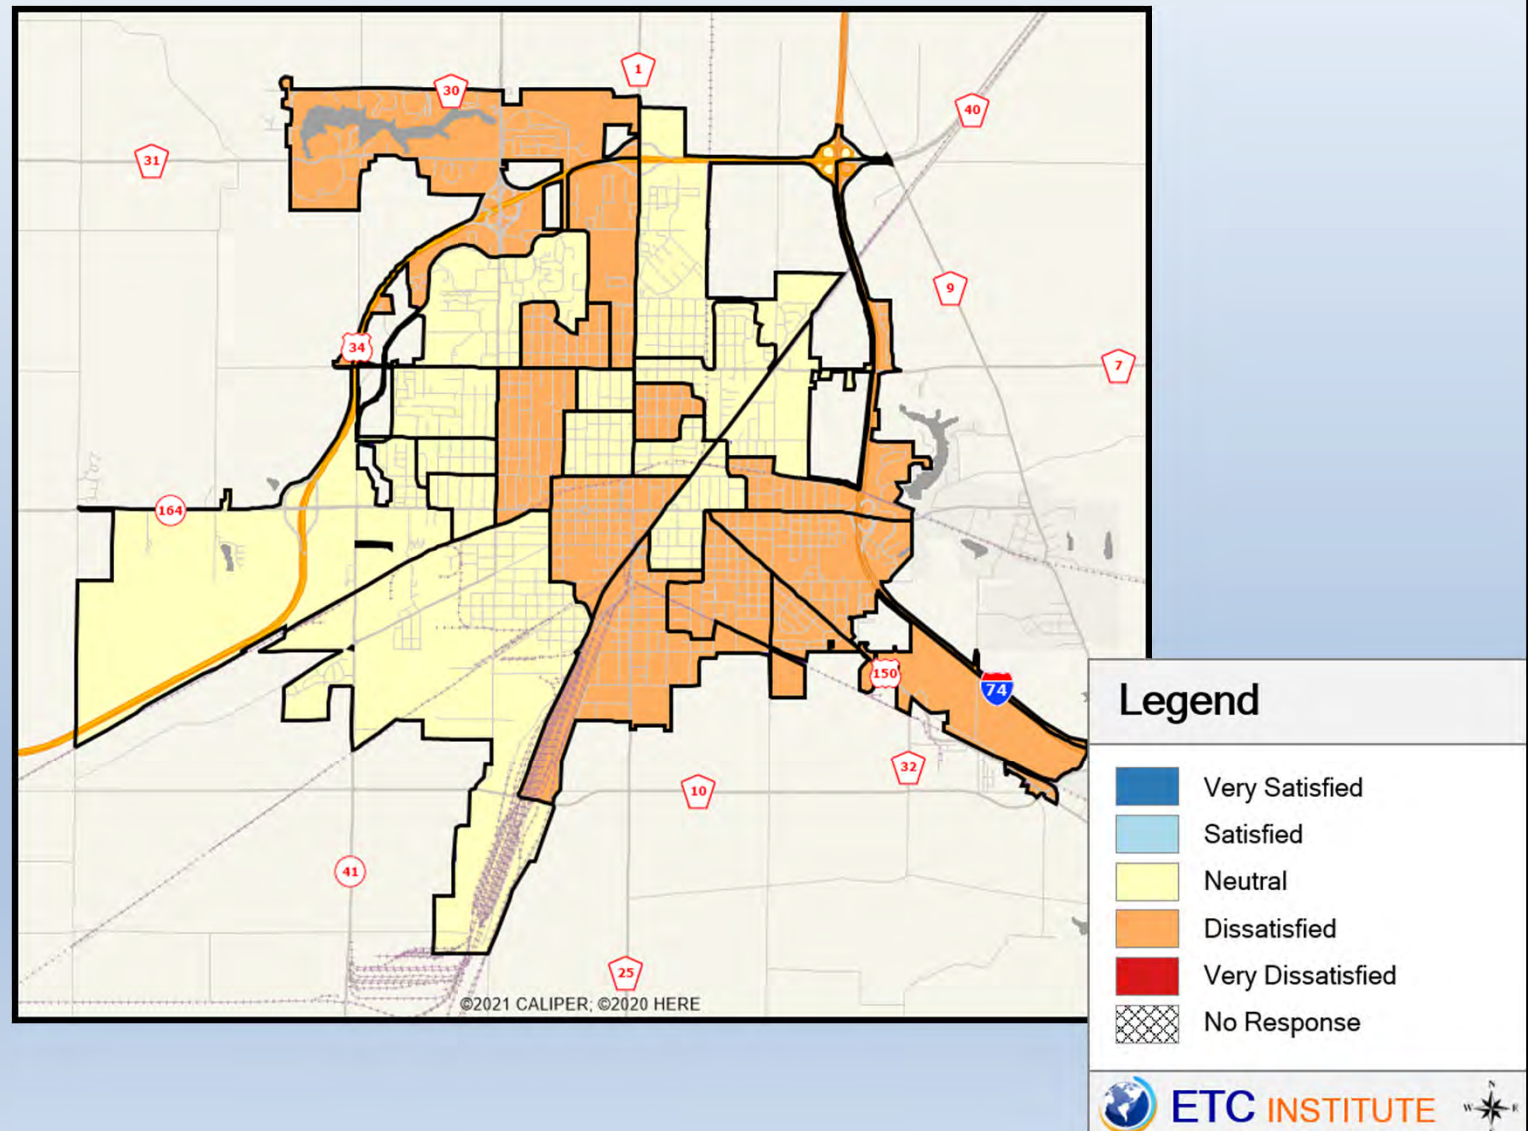 1
30
40
31
9
34
7
164
150
74
32
10
41
25
©2021 CALIPER; ©2020 HERE
Legend
Very Satisfied
Satisfied
Neutral
Dissatisfied
Very Dissatisfied
No Response
ETC INSTITUTE
N
W E
S